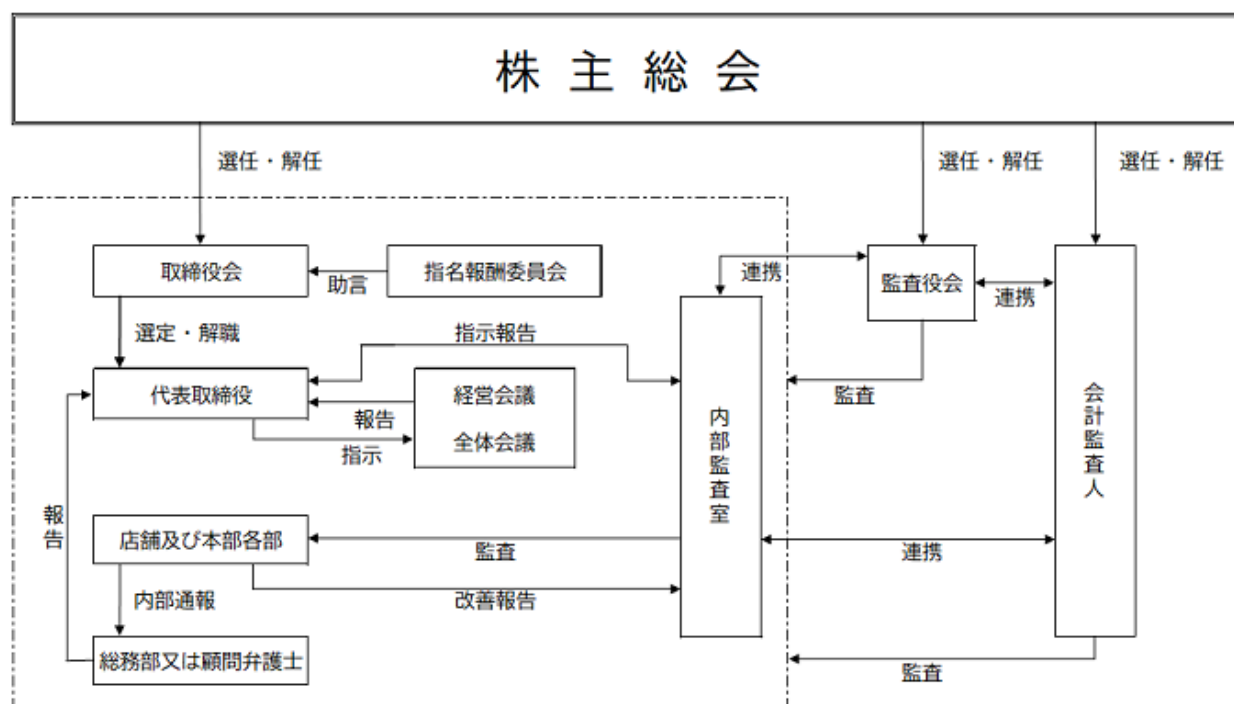 株主総会
選任・解任
選任・解任
選任・解任
取締役会
助言
指名報酬委員会
連携
監査役会
連携
選定・解職
指示報告
代表取締役
報告
指示
経営会議
全体会議
監査
内部監査室
会計監査人
報告
店舗及び本部各部
監査
連携
内部通報
改善報告
総務部又は顧問弁護士
監査